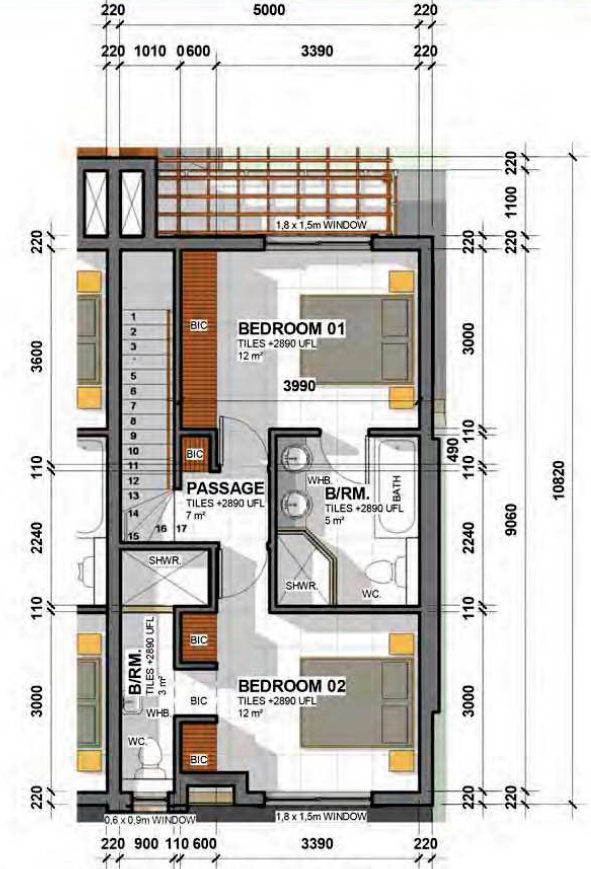 220 5000 220
220 1010 0600 3390 220
1,8 x 1,5m WINDOW
220
1100
220
220
220
1
2
3
5
6
7
8
9
10
11
12
13
14
15
16 17
BIC
BEDROOM 01
TILES +2890 UFL
12 m²
3990
3600
3000
110
490
110
110
BIC
PASSAGE
TILES +2890 UFL
7 m²
WHB.
B/RM.
TILES +2890 UFL
5 m²
BATH
SHWR.
SHWR.
WC.
2240
2240
9060
10820
110
110
B/RM.
TILES +2890 UFL
3 m²
WHB.
WC.
BIC
BIC
BIC
BEDROOM 02
TILES +2890 UFL
12 m²
3000
3000
220
220
220
0,6 x 0,9m WINDOW
1,8 x 1,5m WINDOW
220 900 110 600 3390 220